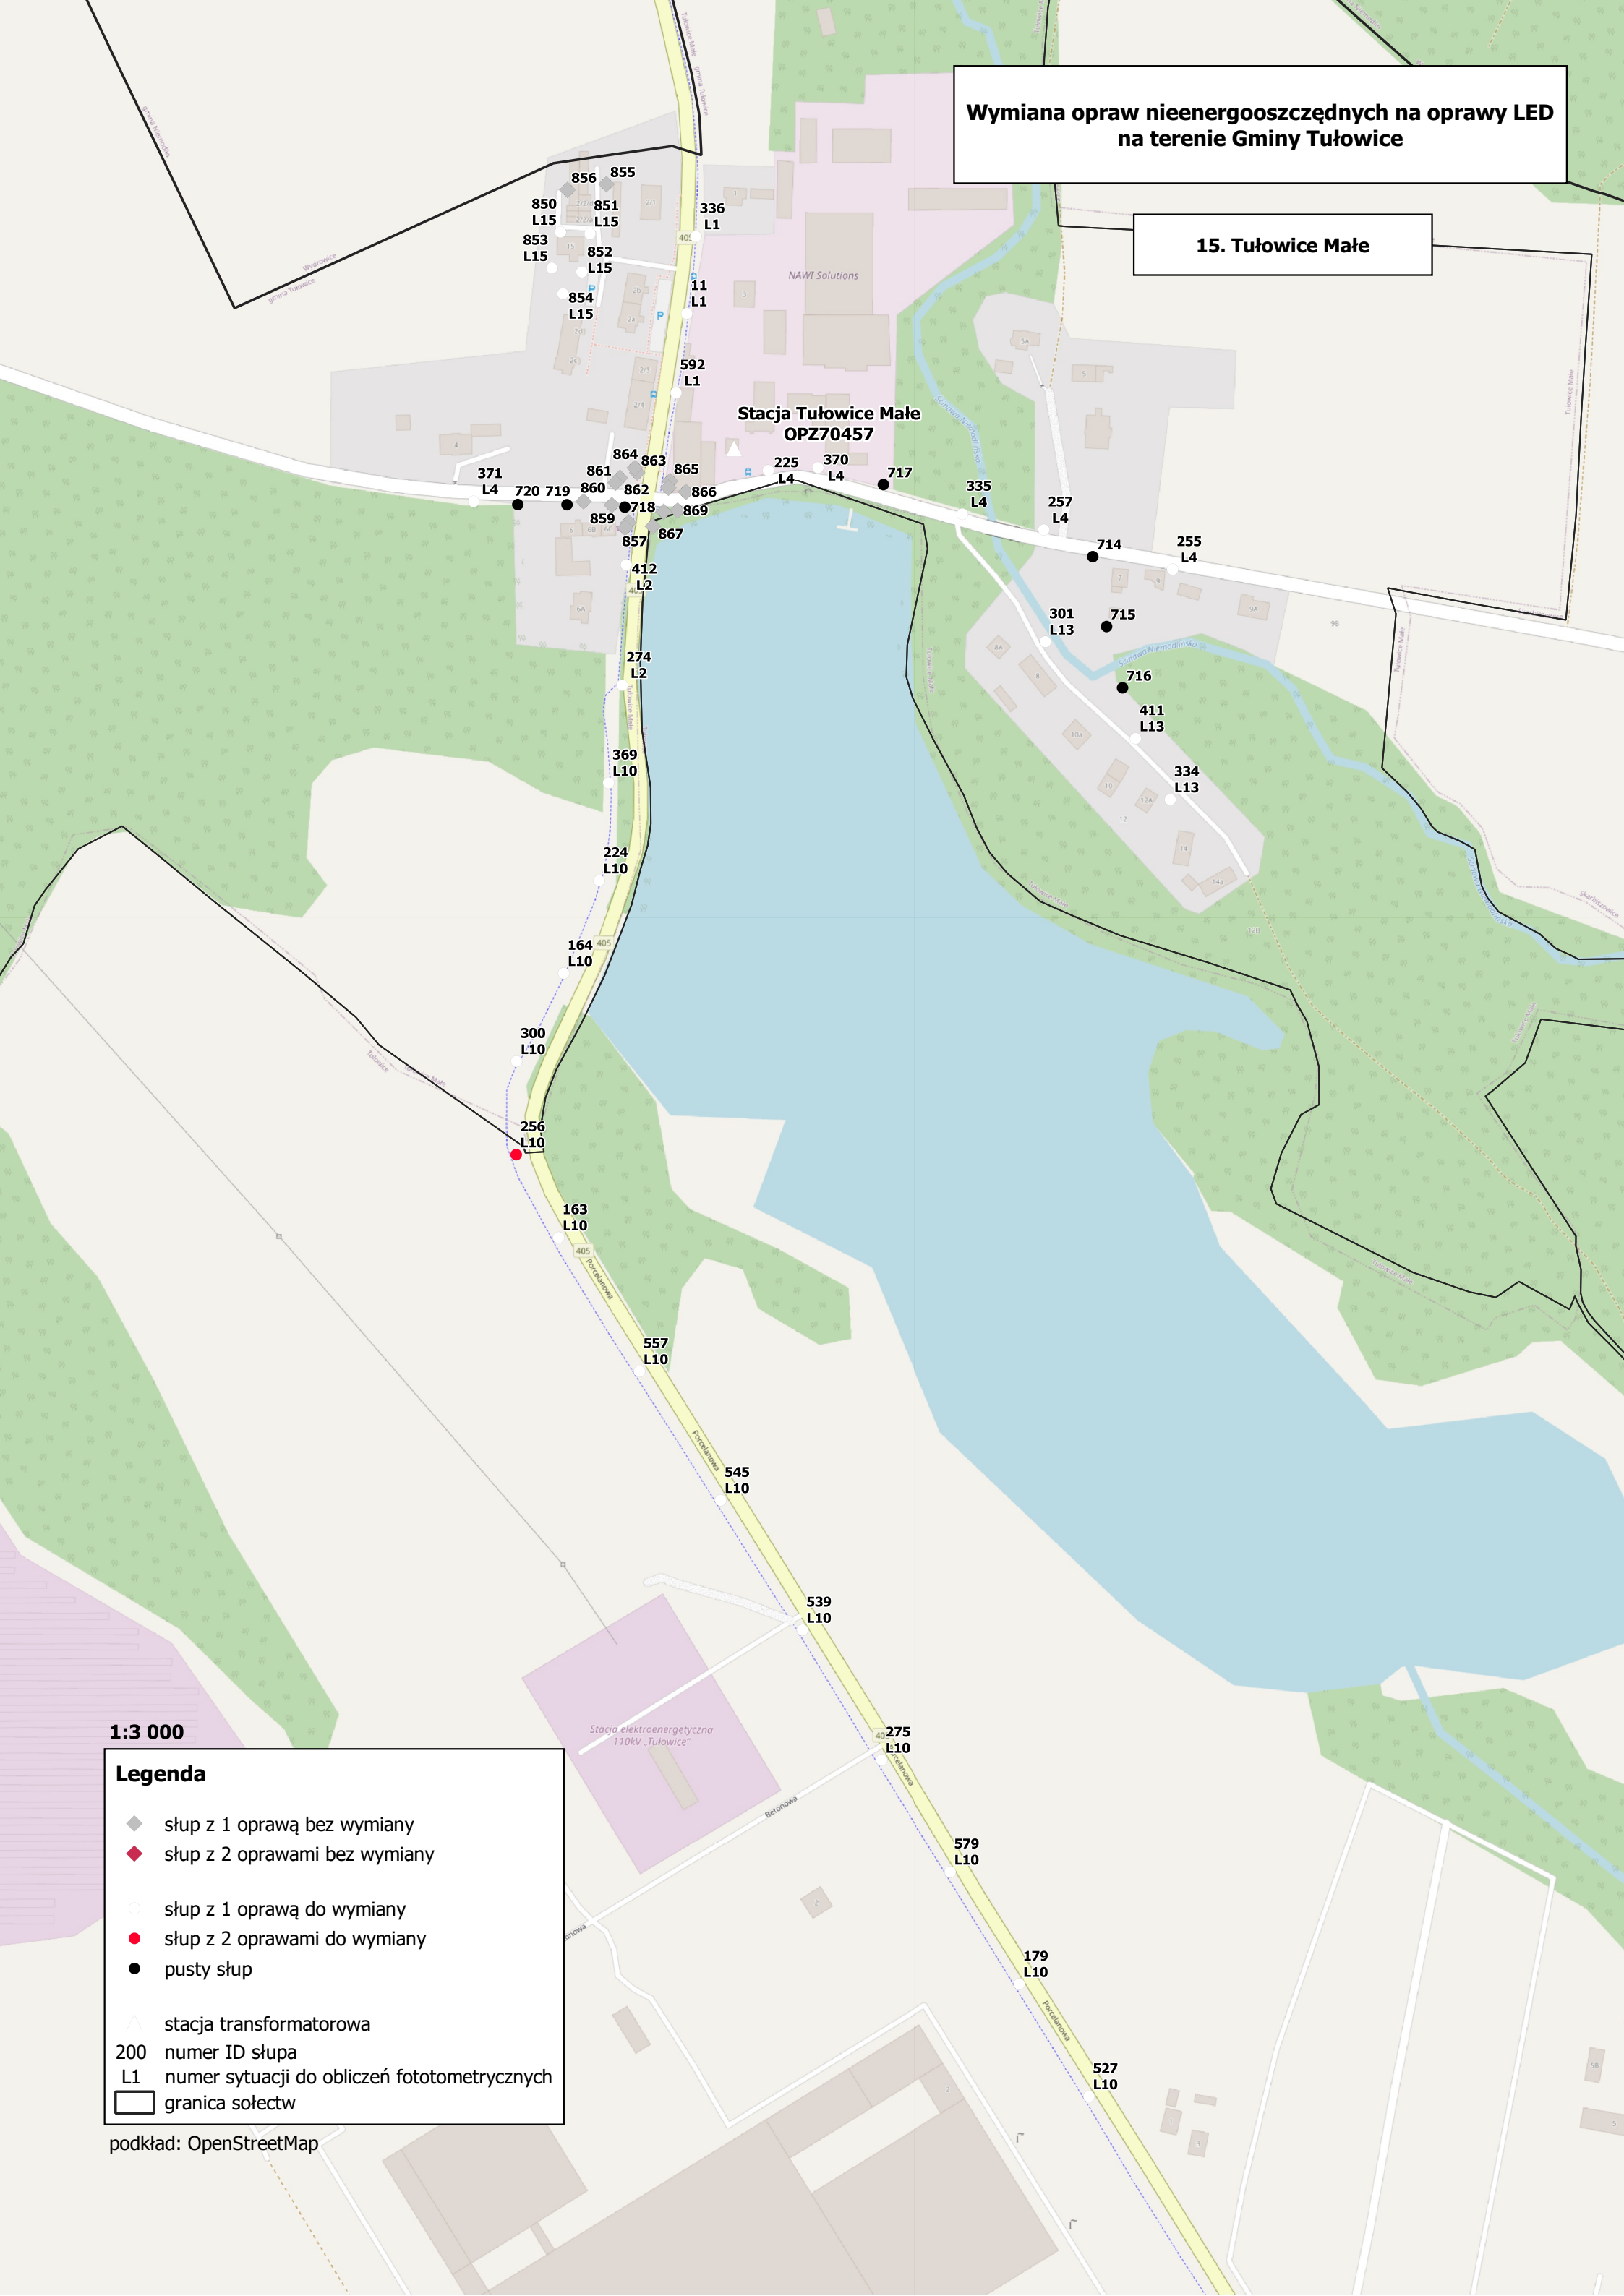 Wymiana opraw nieenergooszczędnych na oprawy LED
na terenie Gminy Tułowice
15. Tułowice Małe
856
855
850
L15
851
L15
853
L15
852
L15
854
L15
336
L1
11
L1
592
L1
NAWI Solutions
Stacja Tułowice Małe
OPZ70457
864
863
861
865
371
L4
720
719
860
862
866
718
859
869
857
867
225
L4
370
L4
717
335
L4
257
L4
714
255
L4
412
L2
301
L13
715
274
L2
716
411
L13
369
L10
334
L13
224
L10
164
L10
405
300
L10
256
L10
163
L10
405
Porcelanowa
557
L10
545
L10
Porcelanowa
539
L10
Stacja elektroenergetyczna
110kV „Tułowice”
275
L10
Porcelanowa
Betonowa
579
L10
179
L10
Porcelanowa
527
L10
1:3 000
Legenda
słup z 1 oprawą bez wymiany
słup z 2 oprawami bez wymiany
słup z 1 oprawą do wymiany
słup z 2 oprawami do wymiany
pusty słup
stacja transformatorowa
200 numer ID słupa
L1 numer sytuacji do obliczeń fototometrycznych
granica sołectw
podkład: OpenStreetMap